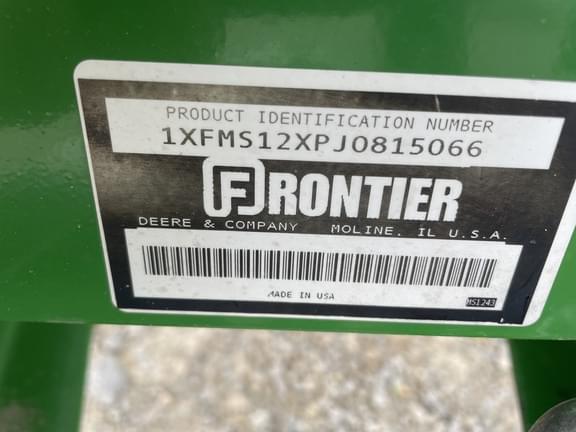 PRODUCT IDENTIFICATION NUMBER
1XFMS12XPJ0815066
FRONTIER
DEERE & COMPANY MOLINE, IL U.S.A.
MADE IN USA
MS1243